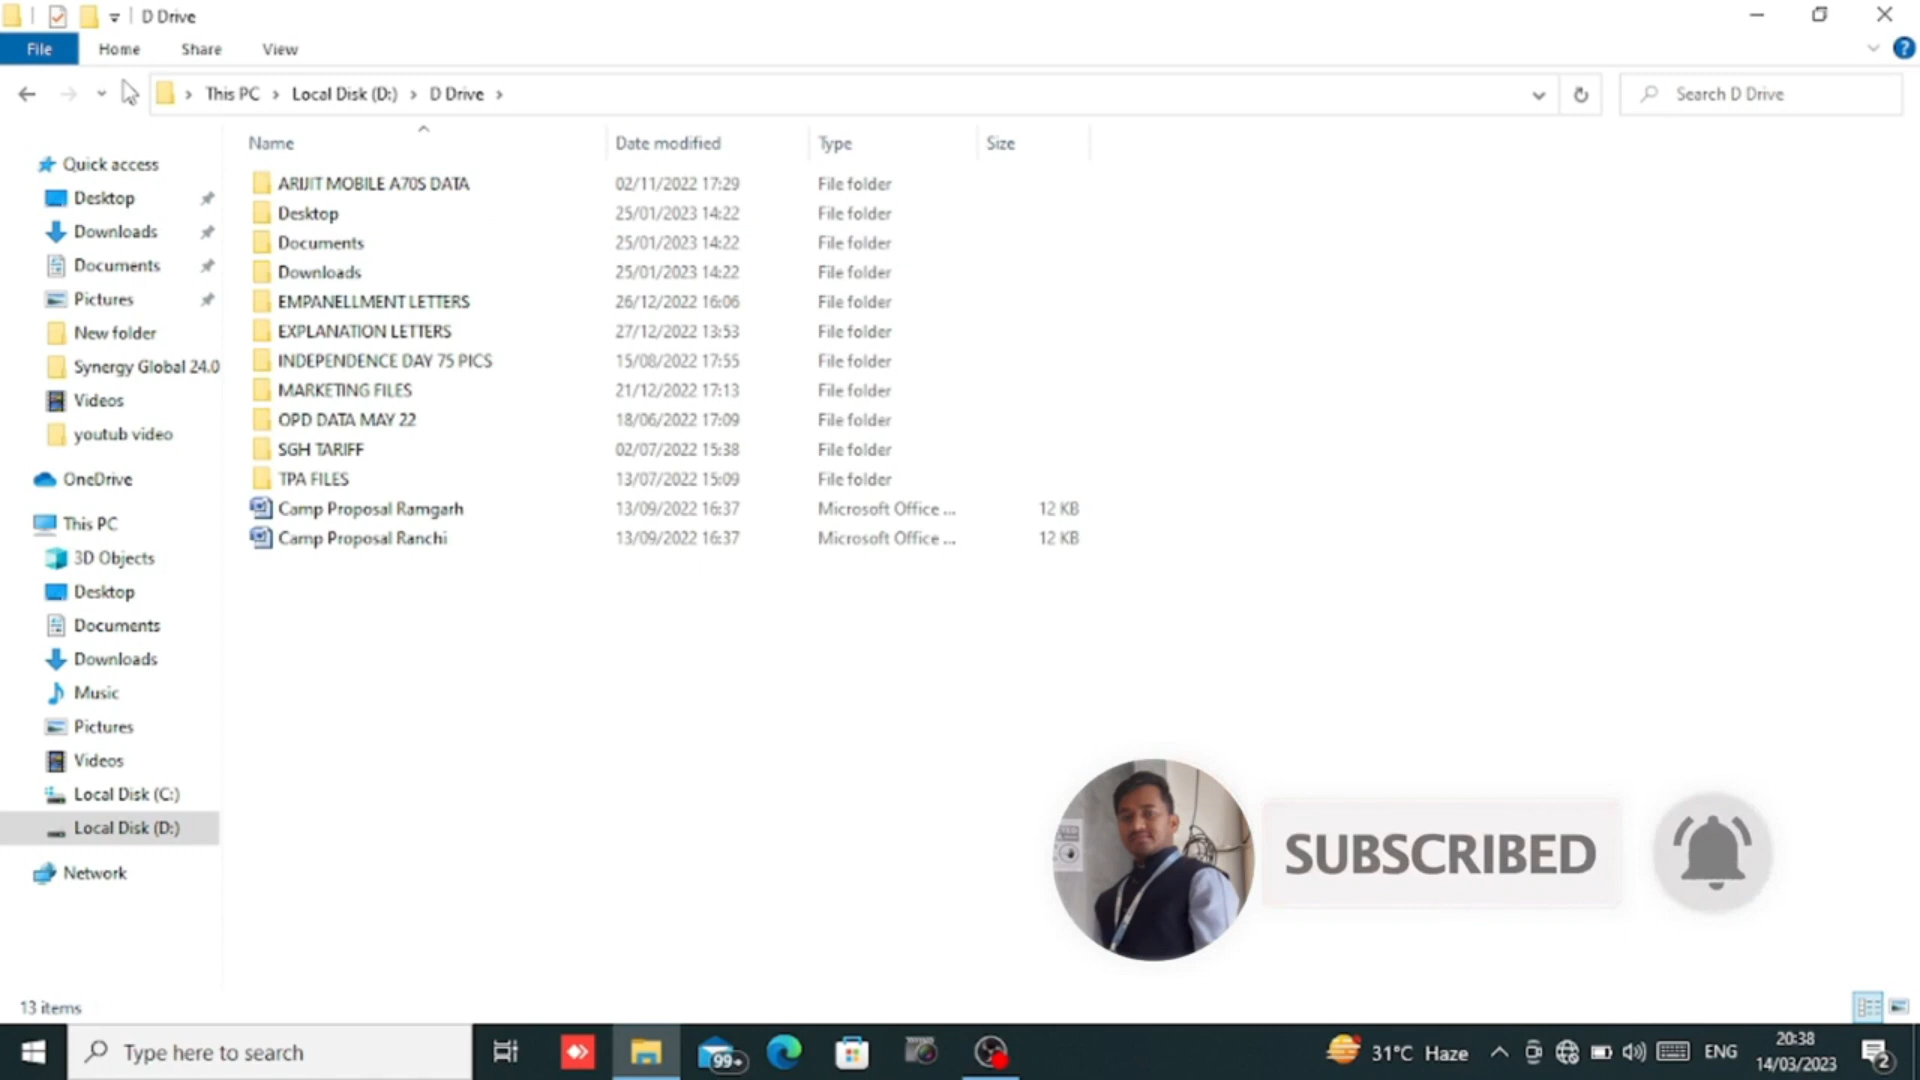 D Drive
File Home Share View
This PC > Local Disk (D:) > D Drive >
Search D Drive
Name Date modified Type Size
Quick access
Desktop
Downloads
Documents
Pictures
New folder
Synergy Global 24.0
Videos
youtub video
OneDrive
This PC
3D Objects
Desktop
Documents
Downloads
Music
Pictures
Videos
Local Disk (C:)
Local Disk (D:)
Network
ARIJIT MOBILE A70S DATA 02/11/2022 17:29 File folder
Desktop 25/01/2023 14:22 File folder
Documents 25/01/2023 14:22 File folder
Downloads 25/01/2023 14:22 File folder
EMPANELLMENT LETTERS 26/12/2022 16:06 File folder
EXPLANATION LETTERS 27/12/2022 13:53 File folder
INDEPENDENCE DAY 75 PICS 15/08/2022 17:55 File folder
MARKETING FILES 21/12/2022 17:13 File folder
OPD DATA MAY 22 18/06/2022 17:09 File folder
SGH TARIFF 02/07/2022 15:38 File folder
TPA FILES 13/07/2022 15:09 File folder
Camp Proposal Ramgarh 13/09/2022 16:37 Microsoft Office ... 12 KB
Camp Proposal Ranchi 13/09/2022 16:37 Microsoft Office ... 12 KB
SUBSCRIBED
13 items
Type here to search
99+
31°C Haze
ENG
20:38
14/03/2023
2